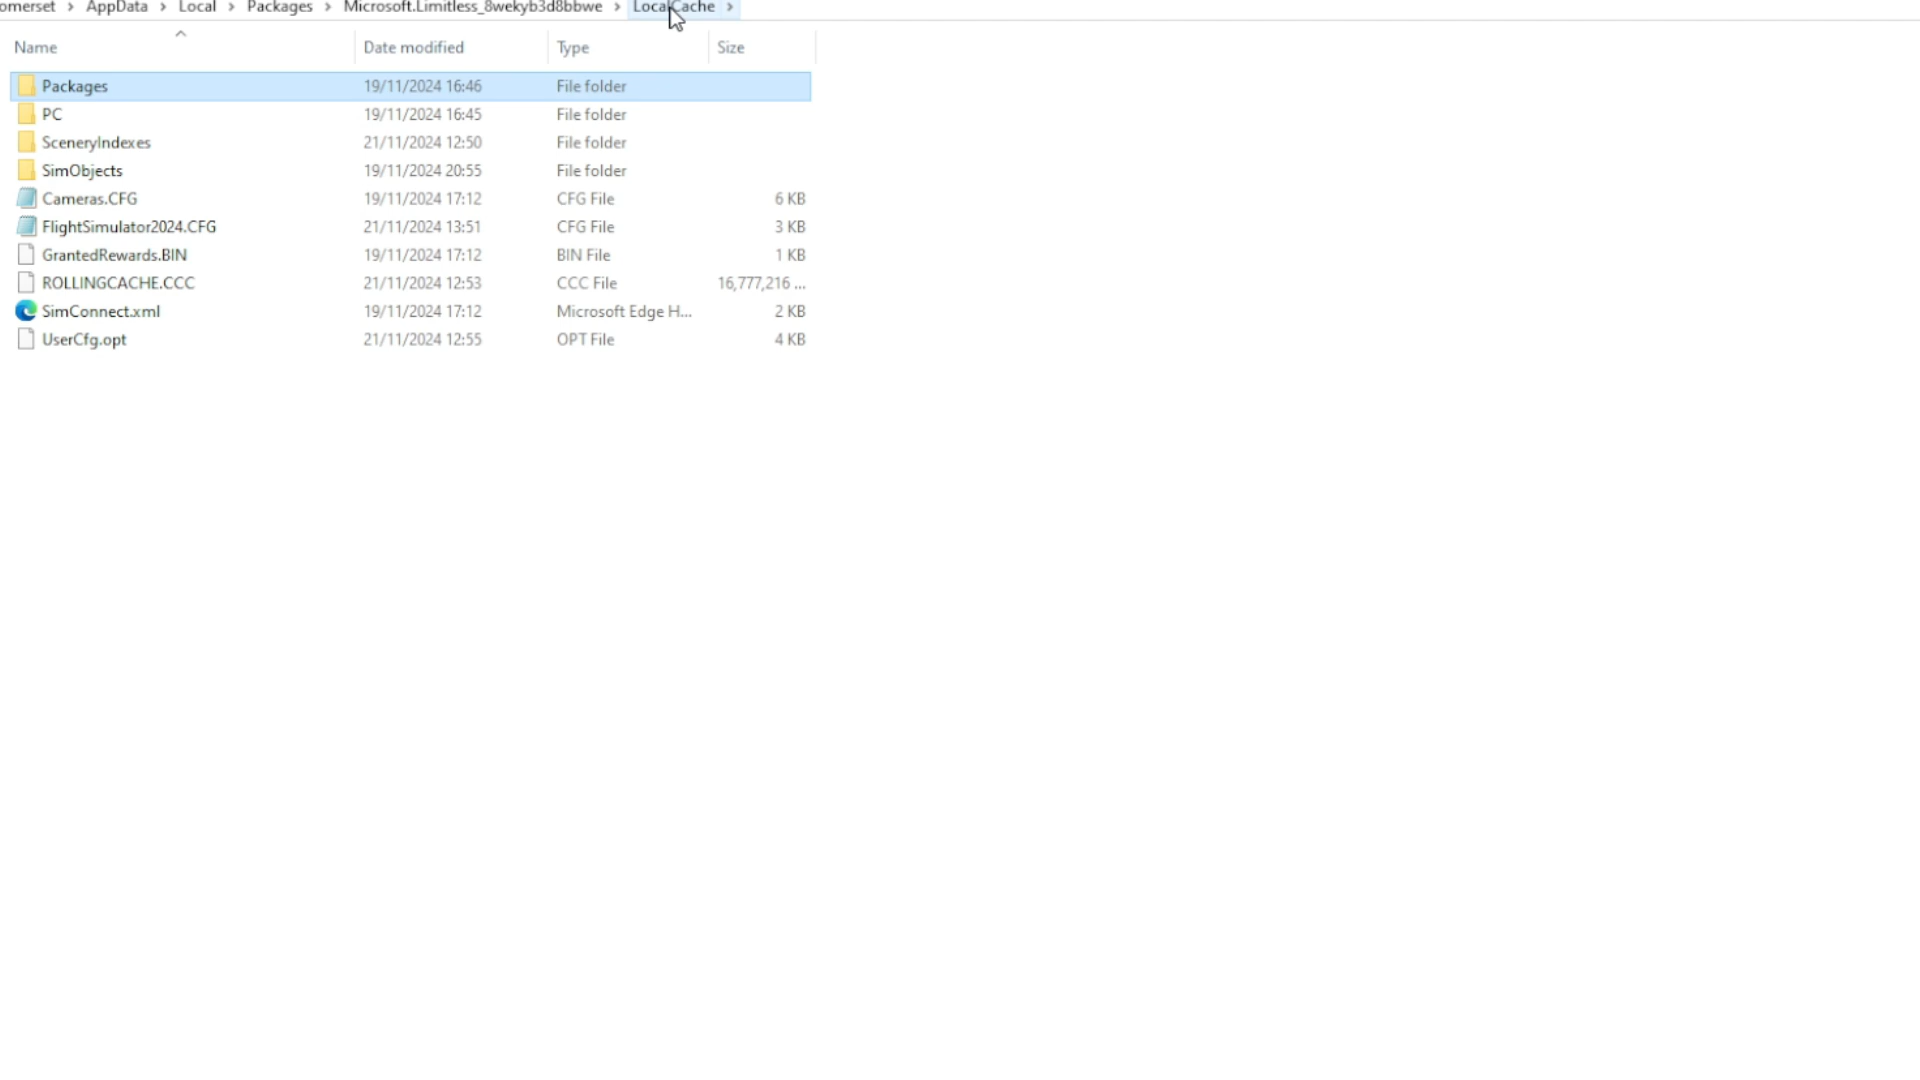 omerset > AppData > Local > Packages > Microsoft.Limitless_8wekyb3d8bbwe > LocalCache >
Name Date modified Type Size
Packages 19/11/2024 16:46 File folder
PC 19/11/2024 16:45 File folder
SceneryIndexes 21/11/2024 12:50 File folder
SimObjects 19/11/2024 20:55 File folder
Cameras.CFG 19/11/2024 17:12 CFG File 6 KB
FlightSimulator2024.CFG 21/11/2024 13:51 CFG File 3 KB
GrantedRewards.BIN 19/11/2024 17:12 BIN File 1 KB
ROLLINGCACHE.CCC 21/11/2024 12:53 CCC File 16,777,216 ...
SimConnect.xml 19/11/2024 17:12 Microsoft Edge H... 2 KB
UserCfg.opt 21/11/2024 12:55 OPT File 4 KB